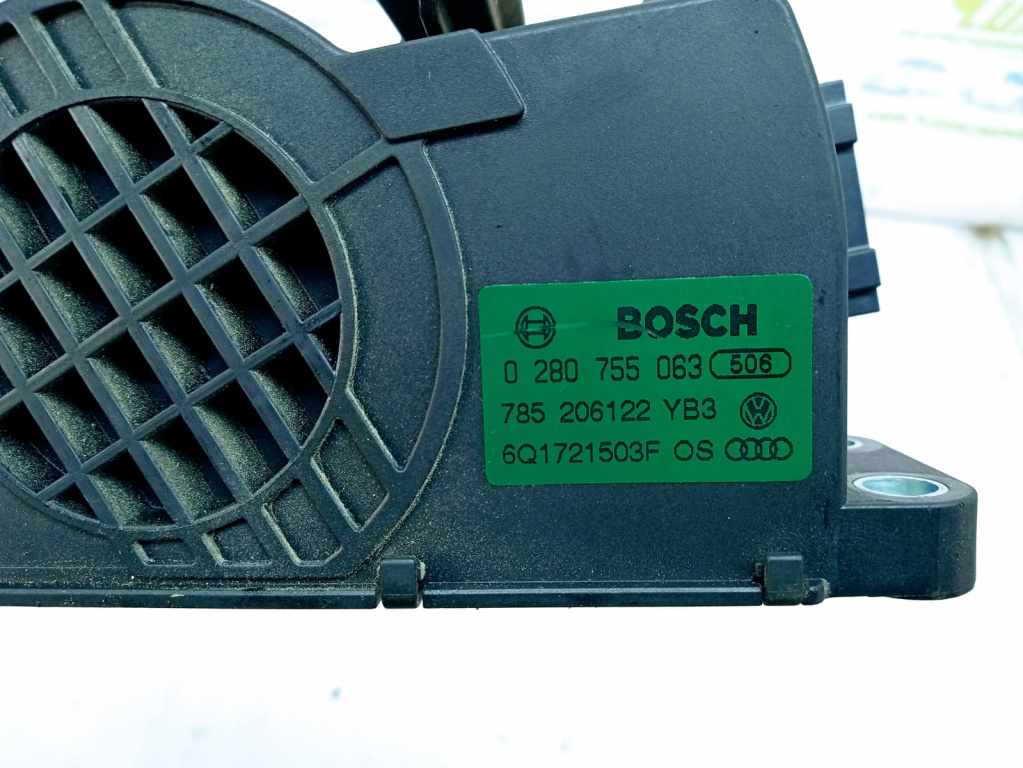 BOSCH
0 280 755 063 506
785 206122 YB3
6Q1721503F OS